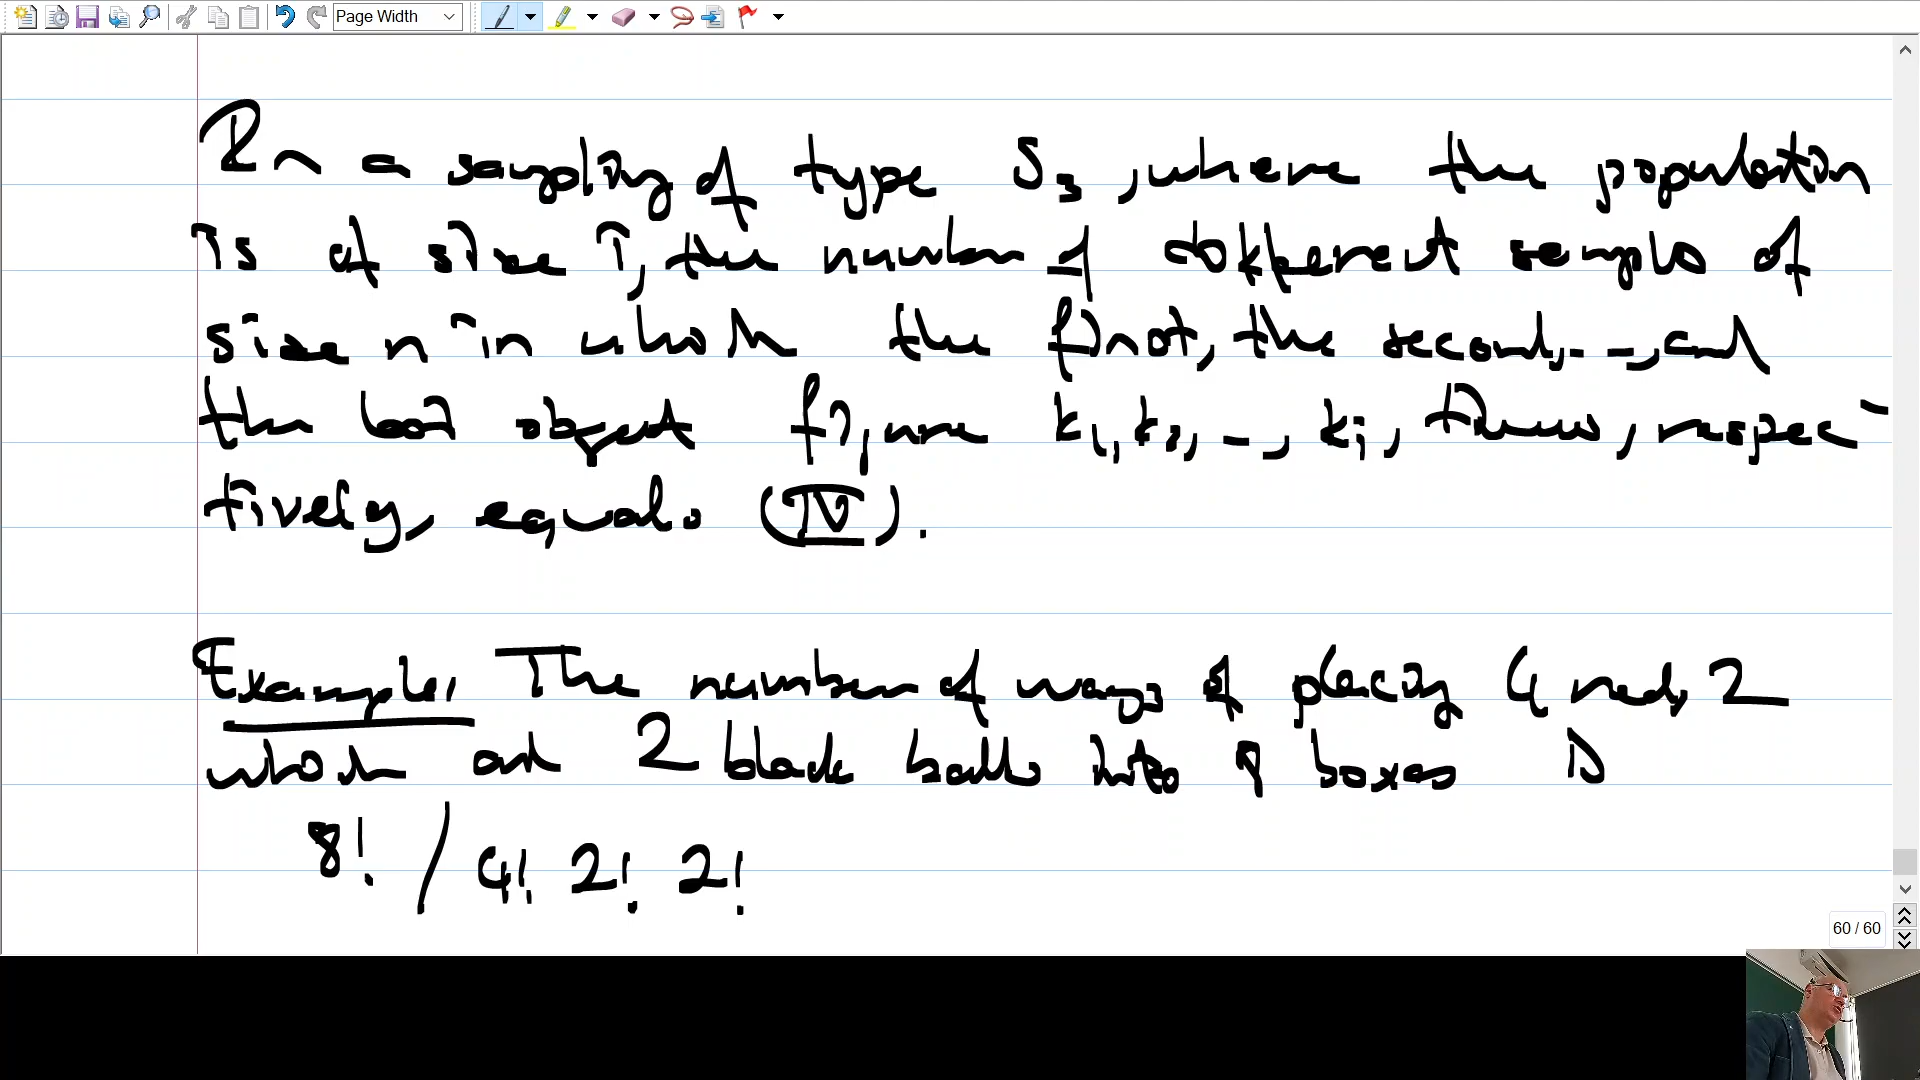 Page Width
In a sampling of type S₃, where the population
is of size i, the number of different samples of
size n in which the first, the second, - -, and
the last object figure k₁, k₂, - , kᵢ, times, respec-
tively, equals (IV).
Example, The number of ways of placing 4 red, 2
and 2 black balls into 8 boxes is
8! / 4! 2! 2!
60 / 60